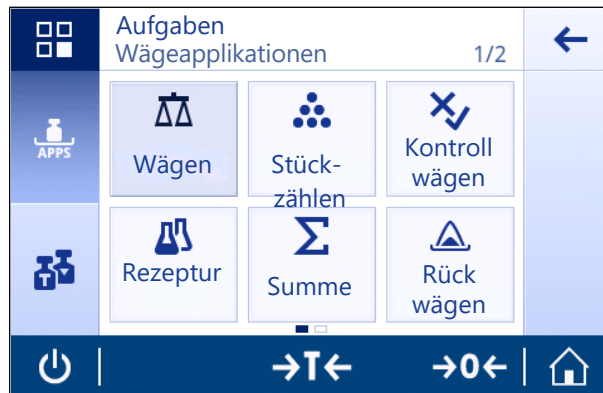 Aufgaben
Wägeapplikationen 1/2
APPS
Wägen
Stück-
zählen
Kontroll
wägen
Rezeptur
Summe
Rück
wägen
T
→T← →0←